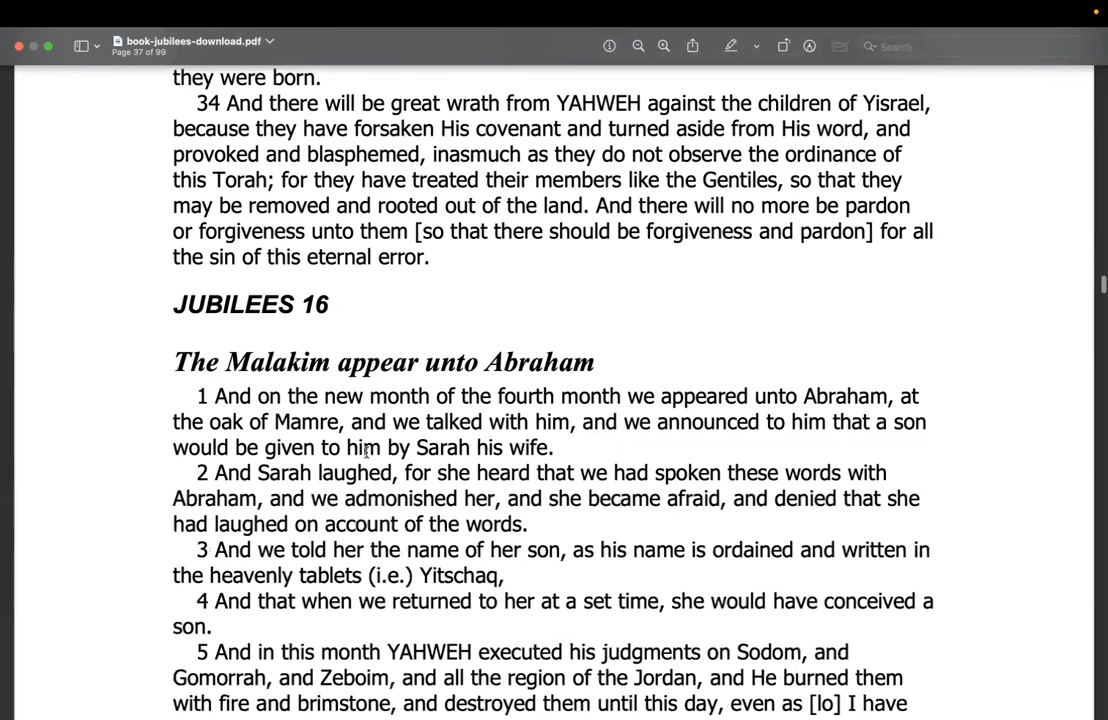 book-jubilees-download.pdf
Page 37 of 99
Search
they were born.
34 And there will be great wrath from YAHWEH against the children of Yisrael,
because they have forsaken His covenant and turned aside from His word, and
provoked and blasphemed, inasmuch as they do not observe the ordinance of
this Torah; for they have treated their members like the Gentiles, so that they
may be removed and rooted out of the land. And there will no more be pardon
or forgiveness unto them [so that there should be forgiveness and pardon] for all
the sin of this eternal error.
JUBILEES 16
The Malakim appear unto Abraham
1 And on the new month of the fourth month we appeared unto Abraham, at
the oak of Mamre, and we talked with him, and we announced to him that a son
would be given to him by Sarah his wife.
2 And Sarah laughed, for she heard that we had spoken these words with
Abraham, and we admonished her, and she became afraid, and denied that she
had laughed on account of the words.
3 And we told her the name of her son, as his name is ordained and written in
the heavenly tablets (i.e.) Yitschaq,
4 And that when we returned to her at a set time, she would have conceived a
son.
5 And in this month YAHWEH executed his judgments on Sodom, and
Gomorrah, and Zeboim, and all the region of the Jordan, and He burned them
with fire and brimstone, and destroyed them until this day, even as [lo] I have